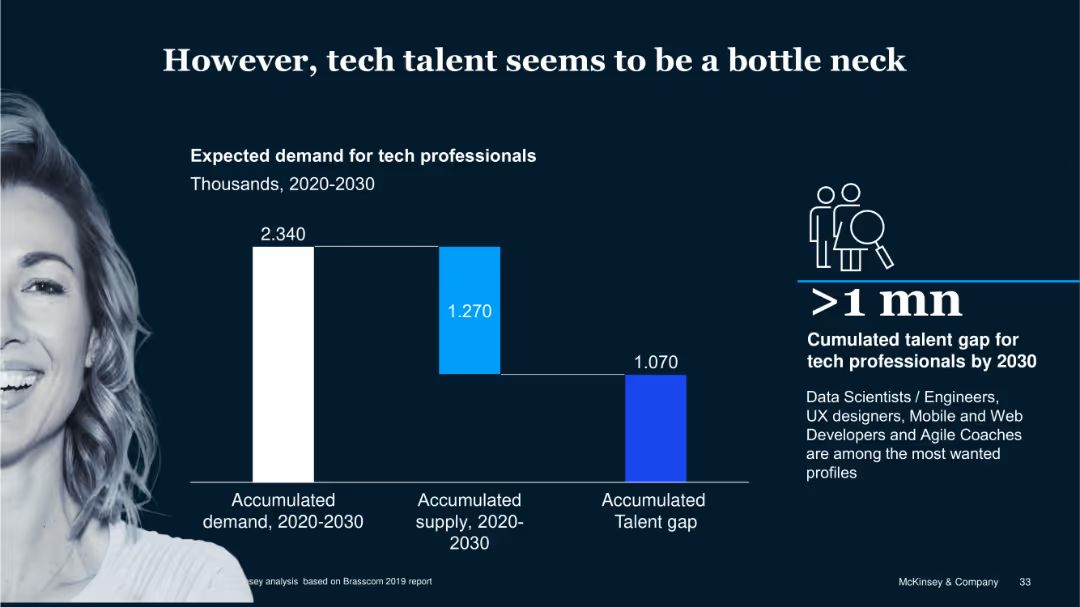 However, tech talent seems to be a bottle neck
Expected demand for tech professionals
Thousands, 2020-2030
2.340
1.270
1.070
Accumulated
demand, 2020-2030
Accumulated
supply, 2020-
2030
Accumulated
Talent gap
>1 mn
Cumulated talent gap for
tech professionals by 2030
Data Scientists / Engineers,
UX designers, Mobile and Web
Developers and Agile Coaches
are among the most wanted
profiles
analysis based on Brasscom 2019 report
McKinsey & Company 33